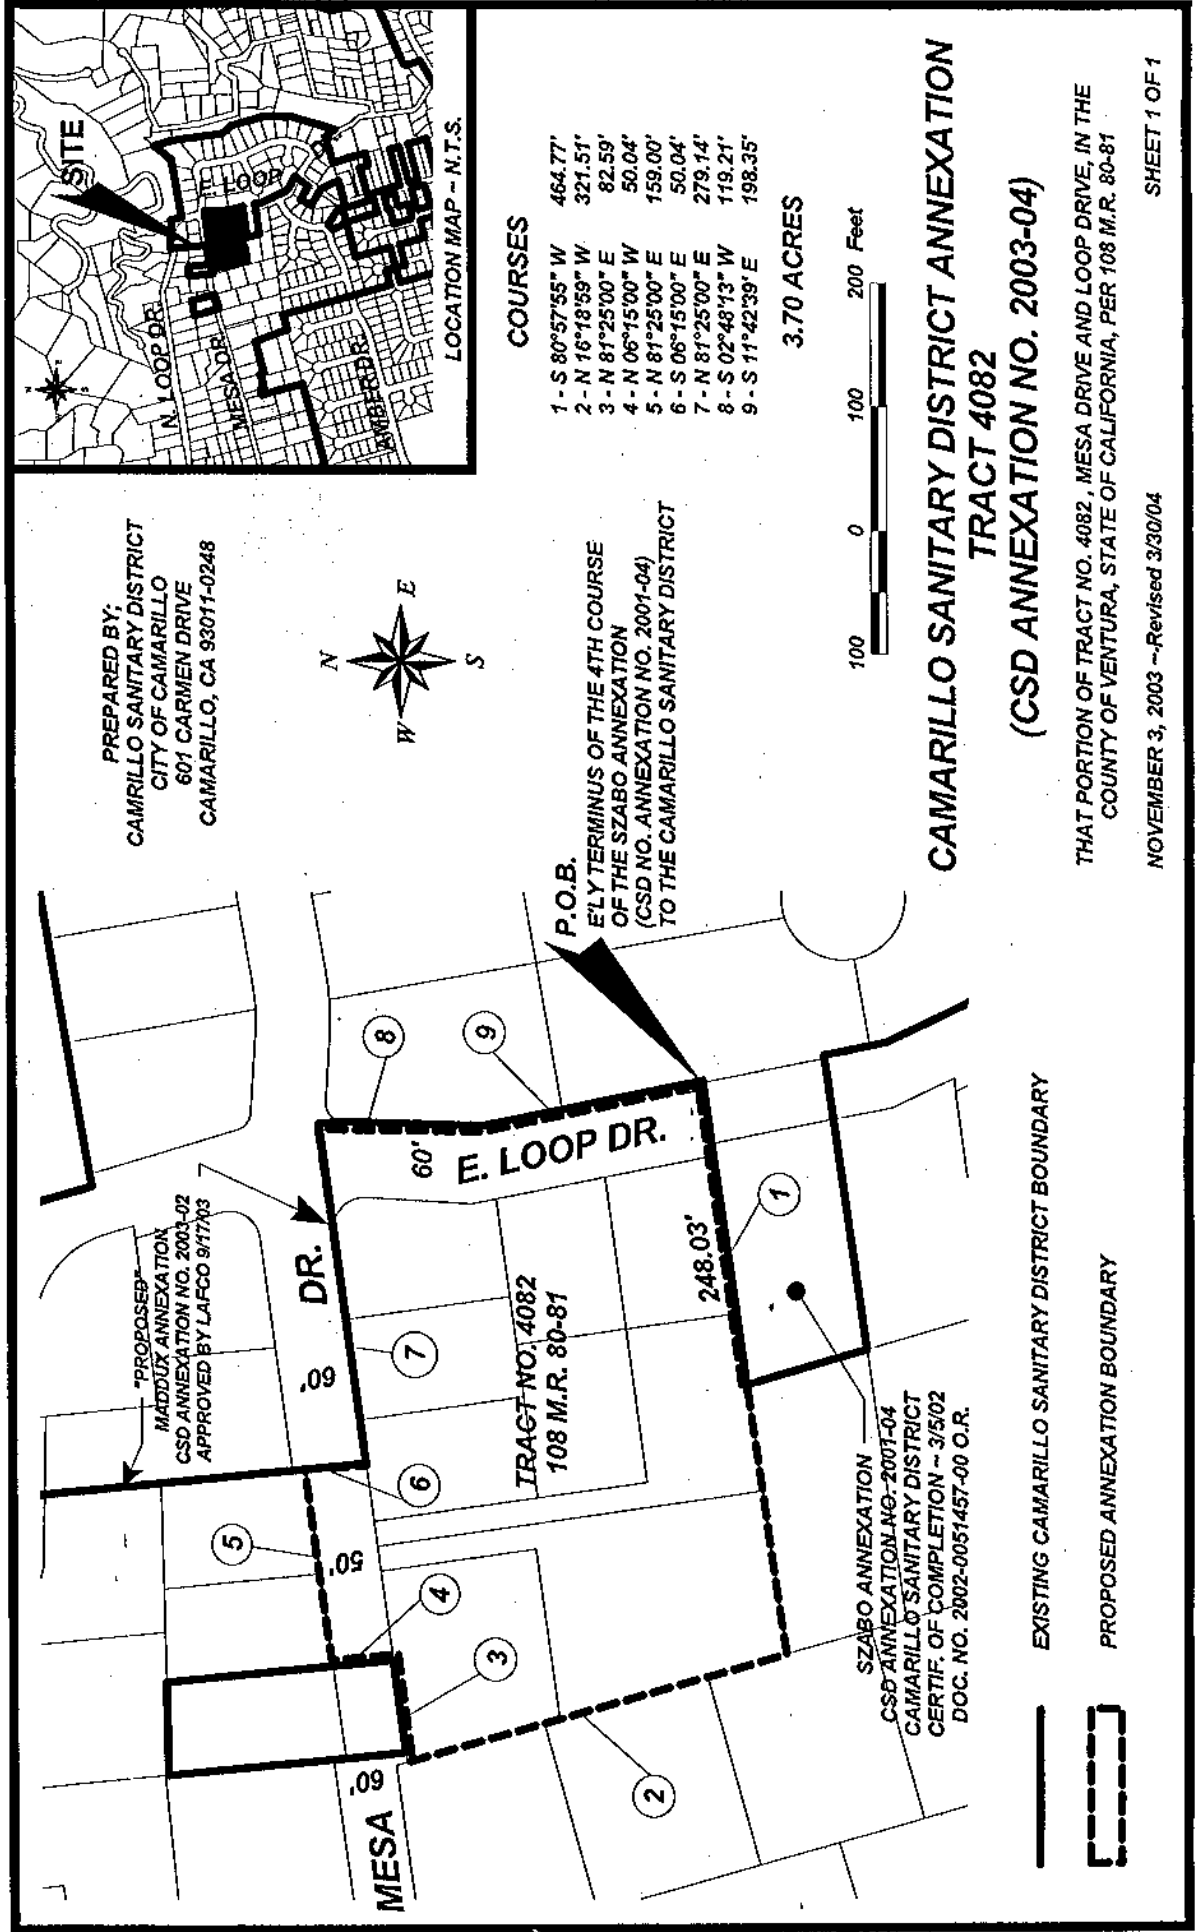 PREPARED BY:
CAMRILLO SANITARY DISTRICT
CITY OF CAMARILLO
601 CARMEN DRIVE
CAMARILLO, CA 93011-0248
N
W E
S
SITE
N. LOOP DR.
E. LOOP
DR.
MESA DR.
AMBER DR.
N
S
LOCATION MAP ~ N.T.S.
"PROPOSED"
MADDUX ANNEXATION
CSD ANNEXATION NO. 2003-02
APPROVED BY LAFCO 9/17/03
MESA
DR.
60'
50'
60'
60'
E. LOOP DR.
1
2
3
4
5
6
7
8
9
TRACT NO. 4082
108 M.R. 80-81
248.03'
P.O.B.
E'LY TERMINUS OF THE 4TH COURSE
OF THE SZABO ANNEXATION
(CSD NO. ANNEXATION NO. 2001-04)
TO THE CAMARILLO SANITARY DISTRICT
SZABO ANNEXATION
CSD ANNEXATION NO. 2001-04
CAMARILLO SANITARY DISTRICT
CERTIF. OF COMPLETION ~ 3/5/02
DOC. NO. 2002-0051457-00 O.R.
COURSES
1 - S 80°57'55" W 464.77'
2 - N 16°18'59" W 321.51'
3 - N 81°25'00" E 82.59'
4 - N 06°15'00" W 50.04'
5 - N 81°25'00" E 159.00'
6 - S 06°15'00" E 50.04'
7 - N 81°25'00" E 279.14'
8 - S 02°48'13" W 119.21'
9 - S 11°42'39' E 198.35'
3.70 ACRES
100 0 100 200 Feet
EXISTING CAMARILLO SANITARY DISTRICT BOUNDARY
PROPOSED ANNEXATION BOUNDARY
CAMARILLO SANITARY DISTRICT ANNEXATION
TRACT 4082
(CSD ANNEXATION NO. 2003-04)
THAT PORTION OF TRACT NO. 4082, MESA DRIVE AND LOOP DRIVE, IN THE
COUNTY OF VENTURA, STATE OF CALIFORNIA, PER 108 M.R. 80-81
NOVEMBER 3, 2003 ~Revised 3/30/04
SHEET 1 OF 1